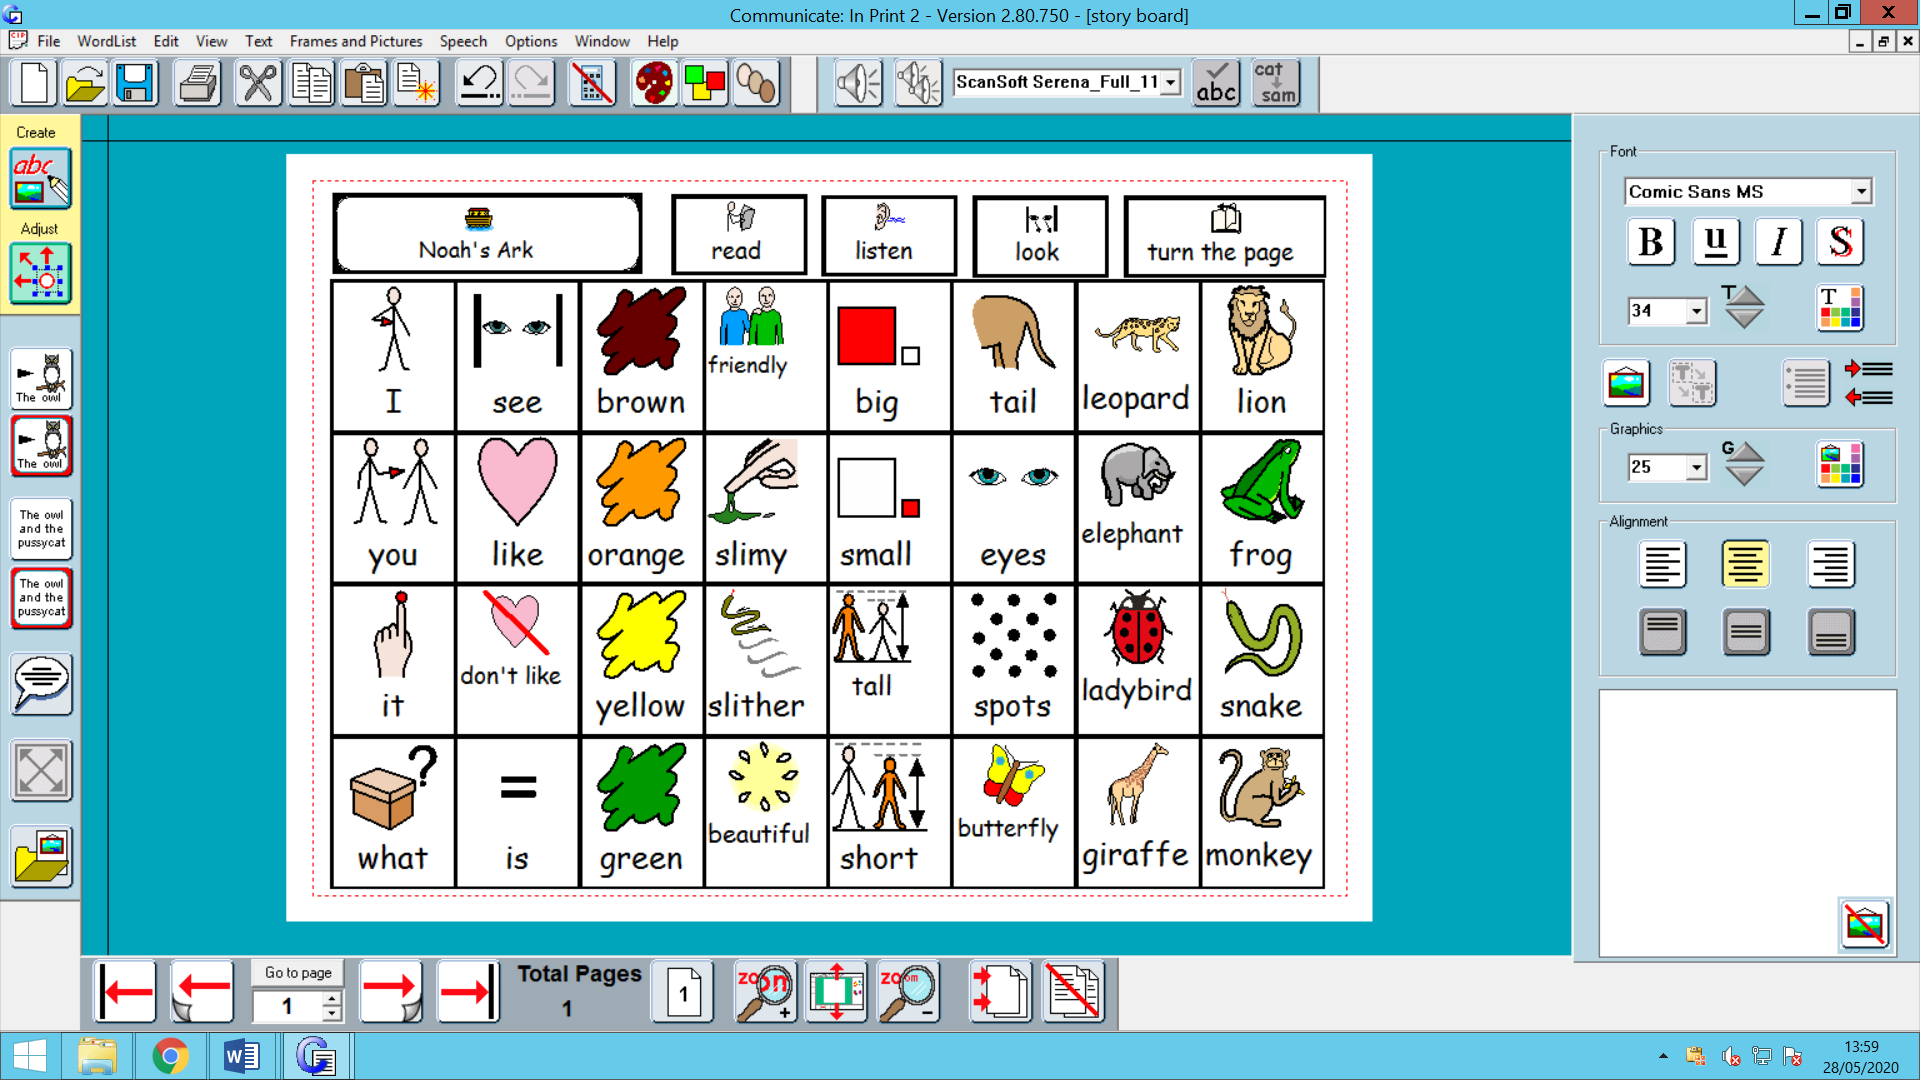 Communicate: In Print 2 - Version 2.80.750 - [story board]
File WordList Edit View Text Frames and Pictures Speech Options Window Help
ScanSoft Serena_Full_11
abc
cat
sam
Create
abc
Adjust
The owl
The owl
The owl
and the
pussycat
The owl
and the
pussycat
Noah's Ark read listen look turn the page
I see brown friendly big tail leopard lion
you like orange slimy small eyes elephant frog
it don't like yellow slither tall spots ladybird snake
what is green beautiful short butterfly giraffe monkey
Font
Comic Sans MS
B u I S
34 T T
Graphics
25 G
Alignment
Go to page
1
Total Pages
1
1
zoom
zoom
13:59
28/05/2020